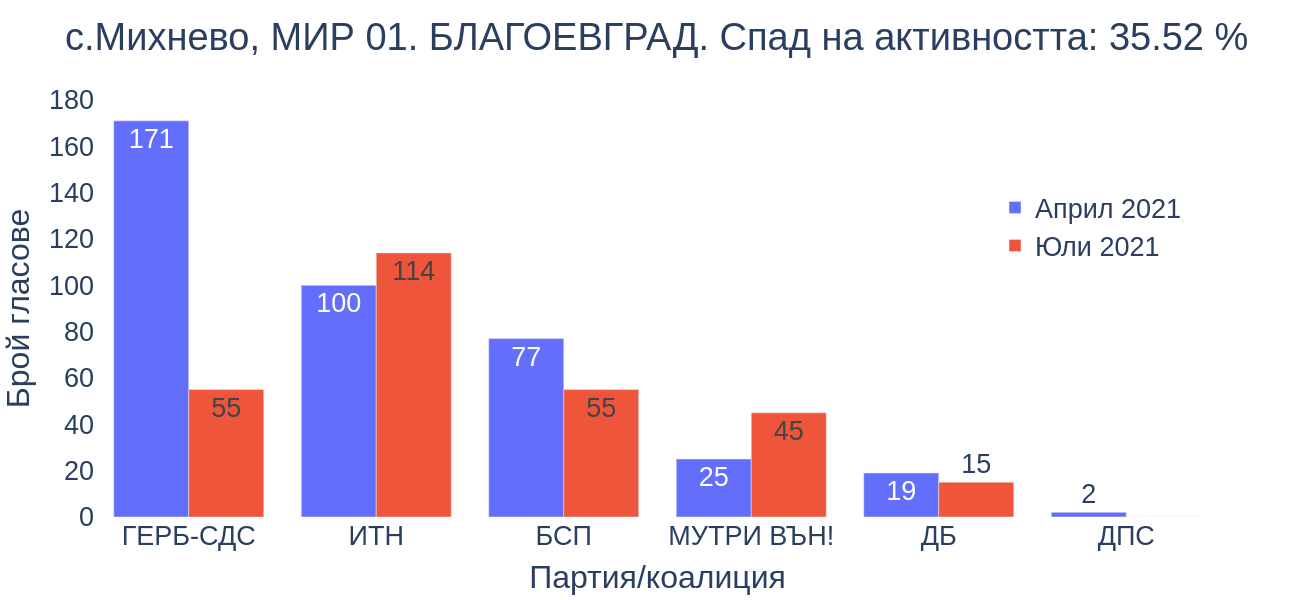 с.Михнево, МИР 01. БЛАГОЕВГРАД. Спад на активността: 35.52 %
Брой гласове
180
160
140
120
100
80
60
40
20
0
171
55
100
114
77
55
25
45
19
15
2
Април 2021
Юли 2021
ГЕРБ-СДС
ИТН
БСП
МУТРИ ВЪН!
ДБ
ДПС
Партия/коалиция